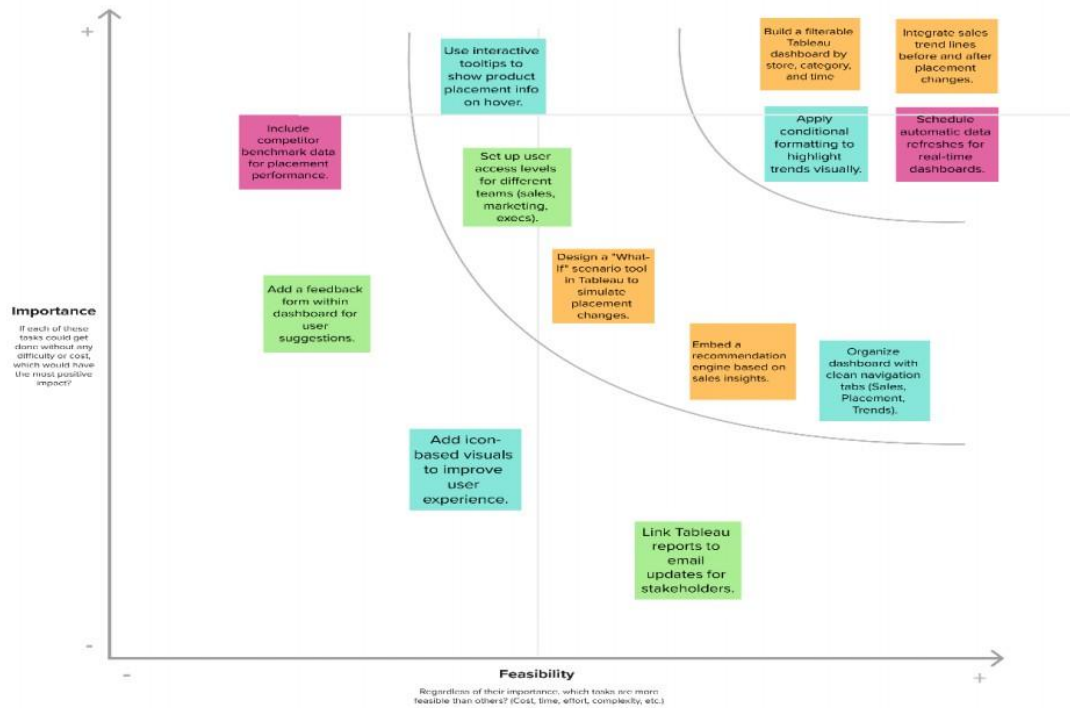 +
Build a filterable
Tableau
dashboard by
store, category,
and time
Integrate sales
trend lines
before and after
placement
changes.
Use interactive
tooltips to
show product
placement info
on hover.
Include
competitor
benchmark data
for placement
performance.
Apply
conditional
formatting to
highlight
trends visually.
Schedule
automatic data
refreshes for
real-time
dashboards.
Set up user
access levels
for different
teams (sales,
marketing,
execs).
Design a "What-
If" scenario tool
in Tableau to
simulate
placement
changes.
Add a feedback
form within
dashboard for
user
suggestions.
Importance
If each of these
tasks could get
done without any
difficulty or cost,
which would have
the most positive
impact?
Embed a
recommendation
engine based on
sales insights.
Organize
dashboard with
clean navigation
tabs (Sales,
Placement,
Trends).
Add icon-
based visuals
to improve
user
experience.
Link Tableau
reports to
email
updates for
stakeholders.
-
-
Feasibility
+
Regardless of their importance, which tasks are more
feasible than others? (Cost, time, effort, complexity, etc.)